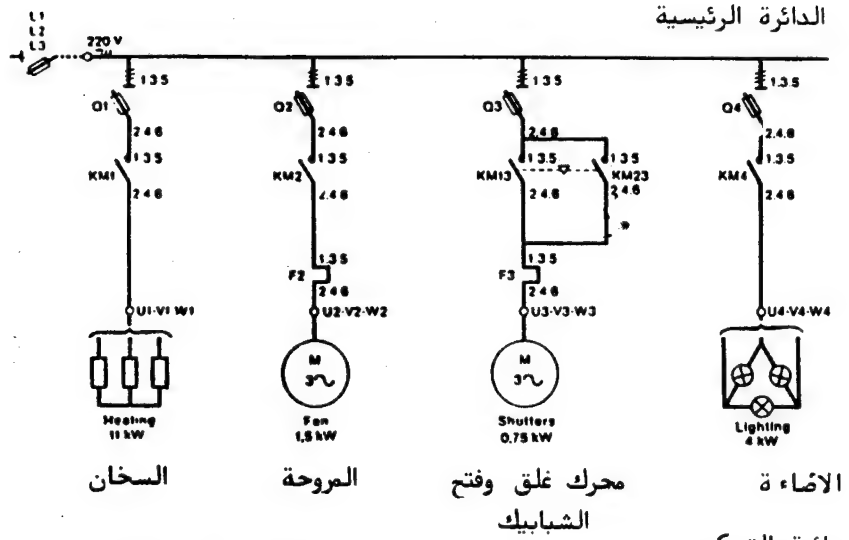 الدائرة الرئيسية
L1
L2
L3
220 V
1 3 5
1 3 5
1 3 5
1.3.5
Q1
Q2
Q3
Q4
2 4 6
2 4 6
2.4.6
2.4.6
1 3 5
1 3 5
1.3.5
1 3 5
1.3.5
KM1
KM2
KM13
KM23
KM4
2 4 6
2.4.6
2 4.6
2 4.6
2 4.6
*
1.3.5
1 3 5
F2
F3
2 4 6
2 4 6
U1-V1-W1
U2-V2-W2
U3-V3-W3
U4-V4-W4
M
3~
M
3~
Heating
11 kW
Fan
1,5 kW
Shutters
0,75 kW
Lighting
4 kW
السخان
المروحة
محرك غلق وفتح
الشبابيك
الاضاءة